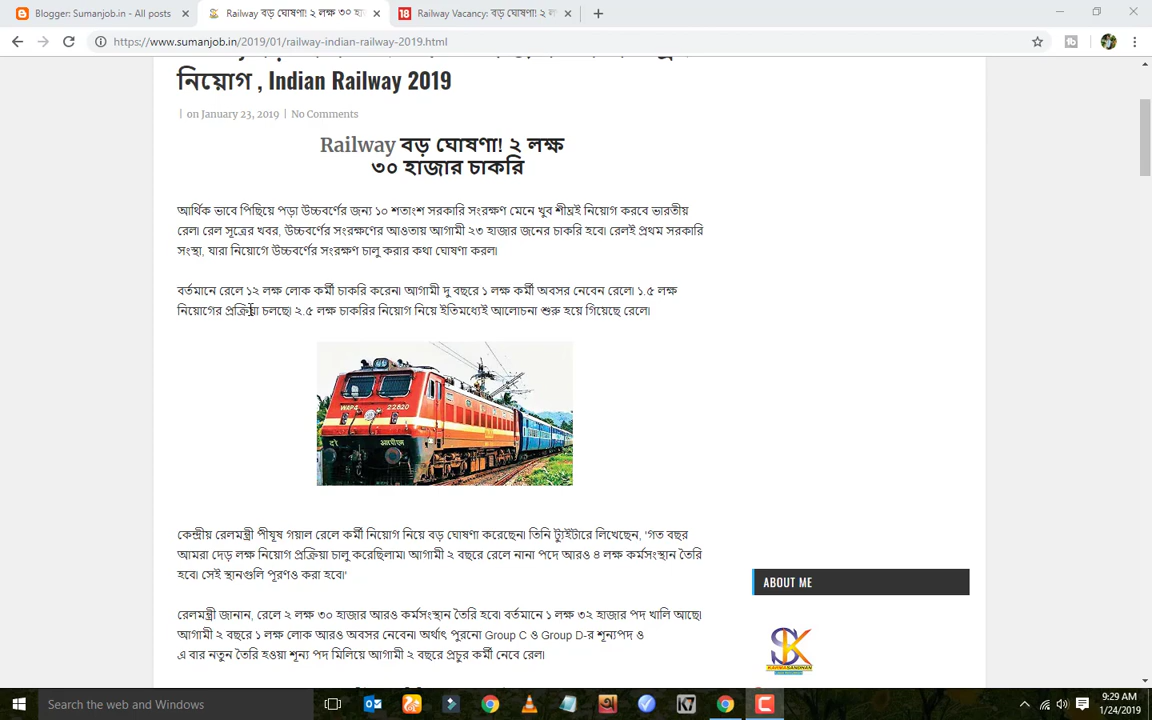 Blogger: Sumanjob.in - All posts
Railway বড় ঘোষণা! ২ লক্ষ ৩০ হা
Railway Vacancy: বড় ঘোষণা! ২ ল
https://www.sumanjob.in/2019/01/railway-indian-railway-2019.html
নিয়োগ , Indian Railway 2019
| on January 23, 2019 | No Comments
Railway বড় ঘোষণা! ২ লক্ষ
৩০ হাজার চাকরি
আর্থিক ভাবে পিছিয়ে পড়া উচ্চবর্ণের জন্য ১০ শতাংশ সরকারি সংরক্ষণ মেনে খুব শীঘ্রই নিয়োগ করবে ভারতীয়
রেল। রেল সূত্রের খবর, উচ্চবর্ণের সংরক্ষণের আওতায় আগামী ২৩ হাজার জনের চাকরি হবে। রেলই প্রথম সরকারি
সংস্থা, যারা নিয়োগে উচ্চবর্ণের সংরক্ষণ চালু করার কথা ঘোষণা করল।
বর্তমানে রেলে ১২ লক্ষ লোক কর্মী চাকরি করেন। আগামী দু বছরে ১ লক্ষ কর্মী অবসর নেবেন রেলে। ১.৫ লক্ষ
নিয়োগের প্রক্রিয়া চলছে। ২.৫ লক্ষ চাকরির নিয়োগ নিয়ে ইতিমধ্যেই আলোচনা শুরু হয়ে গিয়েছে রেলে।
WAP4 22820
কেন্দ্রীয় রেলমন্ত্রী পীযূষ গয়াল রেলে কর্মী নিয়োগ নিয়ে বড় ঘোষণা করেছেন। তিনি ট্যুইটারে লিখেছেন, 'গত বছর
আমরা দেড় লক্ষ নিয়োগ প্রক্রিয়া চালু করেছিলাম। আগামী ২ বছরে রেলে নানা পদে আরও ৪ লক্ষ কর্মসংস্থান তৈরি
হবে। সেই স্থানগুলি পূরণও করা হবে।'
ABOUT ME
রেলমন্ত্রী জানান, রেলে ২ লক্ষ ৩০ হাজার আরও কর্মসংস্থান তৈরি হবে। বর্তমানে ১ লক্ষ ৩২ হাজার পদ খালি আছে।
আগামী ২ বছরে ১ লক্ষ লোক আরও অবসর নেবেন। অর্থাৎ পুরনো Group C ও Group D-র শূন্যপদ ও
এ বার নতুন তৈরি হওয়া শূন্য পদ মিলিয়ে আগামী ২ বছরে প্রচুর কর্মী নেবে রেল।
SK
Search the web and Windows
9:29 AM
1/24/2019